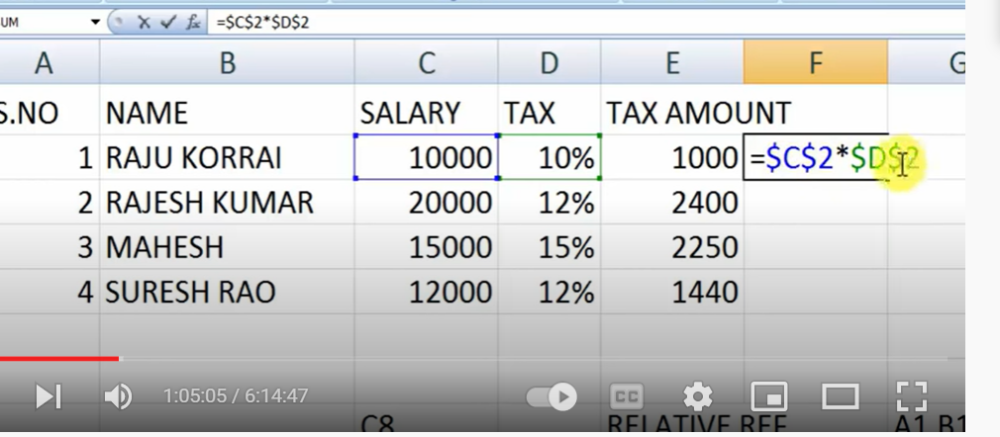 UM =$C$2*$D$2
A B C D E F G
S.NO NAME SALARY TAX TAX AMOUNT
1 RAJU KORRAI 10000 10% 1000 =$C$2*$D$2
2 RAJESH KUMAR 20000 12% 2400
3 MAHESH 15000 15% 2250
4 SURESH RAO 12000 12% 1440
1:05:05 / 6:14:47 CC
C8 RELATIVE REF A1 B1